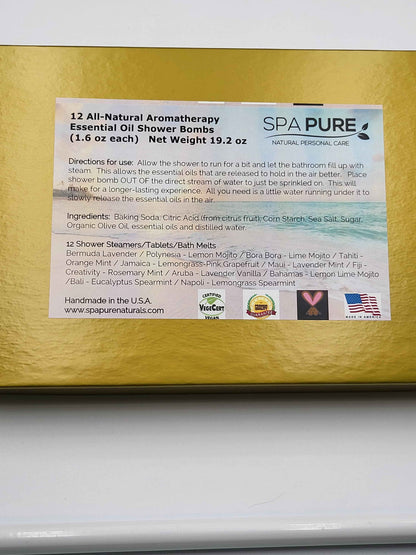 12 All-Natural Aromatherapy
Essential Oil Shower Bombs
(1.6 oz each) Net Weight 19.2 oz
SPA PURE
NATURAL PERSONAL CARE
Directions for use: Allow the shower to run for a bit and let the bathroom fill up with
steam. This allows the essential oils that are released to hold in the air better. Place
shower bomb OUT OF the direct stream of water to just be sprinkled on. This will
make for a longer-lasting experience. All you need is a little water running under it to
slowly release the essential oils in the air.
Ingredients: Baking Soda, Citric Acid (from citrus fruit), Corn Starch, Sea Salt, Sugar,
Organic Olive Oil, essential oils and distilled water.
12 Shower Steamers/Tablets/Bath Melts
Bermuda Lavender / Polynesia - Lemon Mojito / Bora Bora - Lime Mojito / Tahiti -
Orange Mint / Jamaica - Lemongrass-Pink Grapefruit / Maui - Lavender Mint / Fiji -
Creativity - Rosemary Mint / Aruba - Lavender Vanilla / Bahamas - Lemon Lime Mojito
/Bali - Eucalyptus Spearmint / Napoli - Lemongrass Spearmint
Handmade in the U.S.A.
www.spapurenaturals.com
CERTIFIED
VegeCert
VEGAN
MADE IN AMERICA